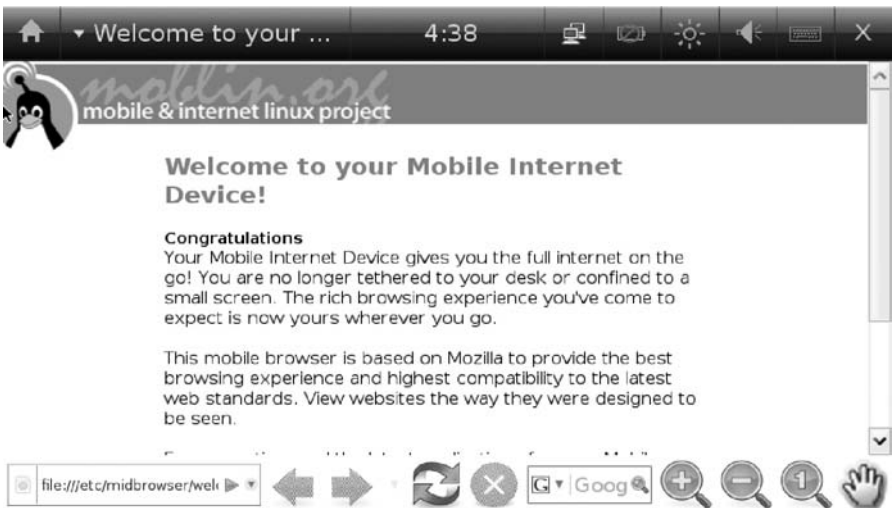 Welcome to your ... 4:38
moblin.org
mobile & internet linux project
Welcome to your Mobile Internet
Device!
Congratulations
Your Mobile Internet Device gives you the full internet on the
go! You are no longer tethered to your desk or confined to a
small screen. The rich browsing experience you've come to
expect is now yours wherever you go.
This mobile browser is based on Mozilla to provide the best
browsing experience and highest compatibility to the latest
web standards. View websites the way they were designed to
be seen.
file:///etc/midbrowser/welc G Goog 1